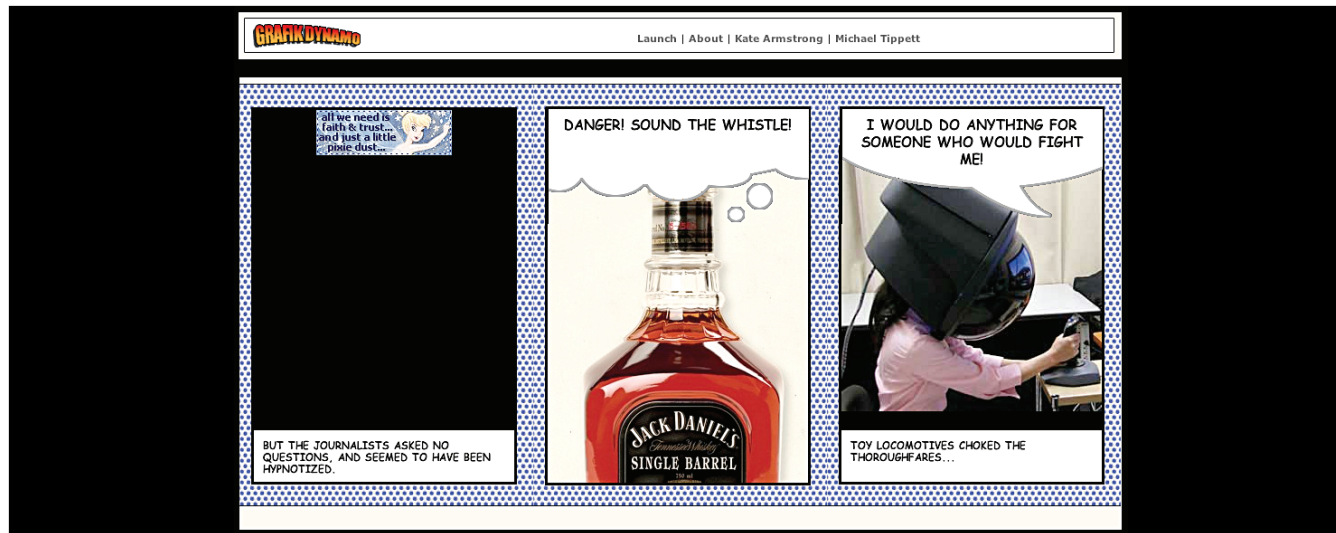 GRAFIK DYNAMO
Launch | About | Kate Armstrong | Michael Tippett
all we need is
faith & trust...
and just a little
pixie dust...
BUT THE JOURNALISTS ASKED NO
QUESTIONS, AND SEEMED TO HAVE BEEN
HYPNOTIZED.
DANGER! SOUND THE WHISTLE!
JACK DANIEL'S
Tennessee Whiskey
SINGLE BARREL
750 ml
I WOULD DO ANYTHING FOR
SOMEONE WHO WOULD FIGHT
ME!
TOY LOCOMOTIVES CHOKED THE
THOROUGHFARES...